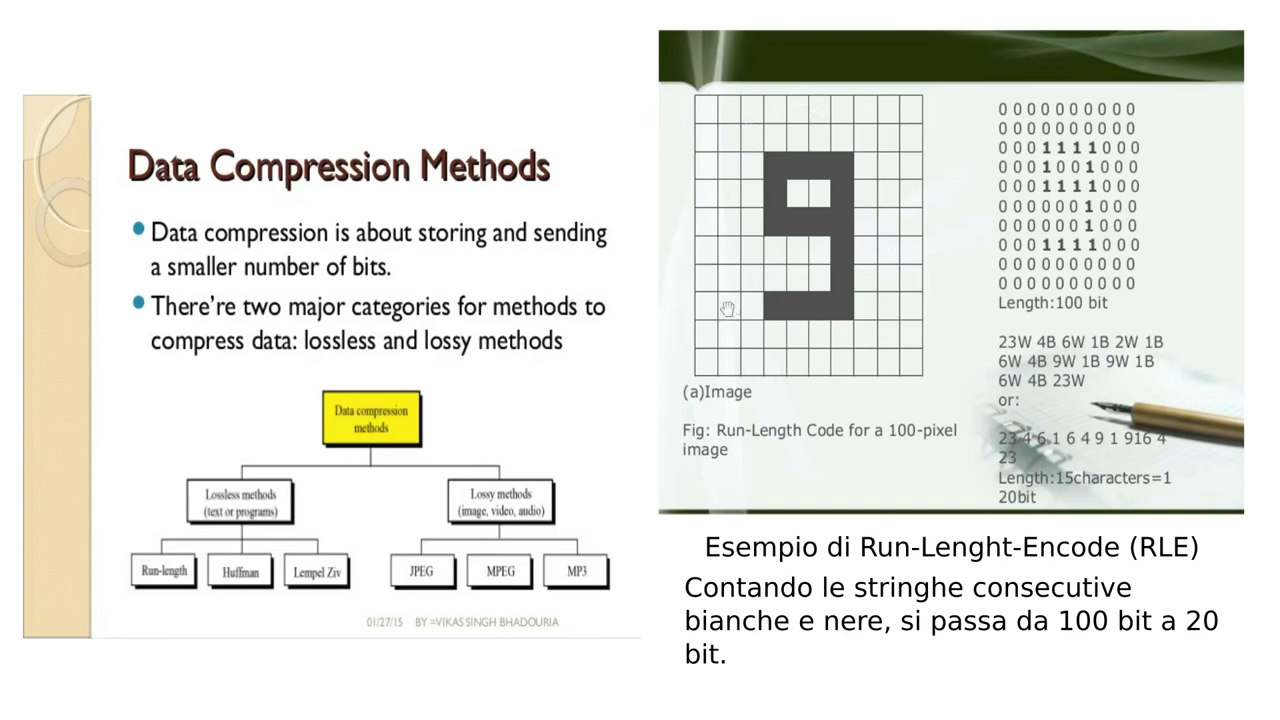 Data Compression Methods
Data compression is about storing and sending
a smaller number of bits.
There're two major categories for methods to
compress data: lossless and lossy methods
Data compression
methods
Lossless methods
(text or programs)
Lossy methods
(image, video, audio)
Run-length
Huffman
Lempel Ziv
JPEG
MPEG
MP3
01/27/15 BY =VIKAS SINGH BHADOURIA
0 0 0 0 0 0 0 0 0 0
0 0 0 0 0 0 0 0 0 0
0 0 0 1 1 1 1 0 0 0
0 0 0 1 0 0 1 0 0 0
0 0 0 1 1 1 1 0 0 0
0 0 0 0 0 0 1 0 0 0
0 0 0 0 0 0 1 0 0 0
0 0 0 1 1 1 1 0 0 0
0 0 0 0 0 0 0 0 0 0
0 0 0 0 0 0 0 0 0 0
Length:100 bit
23W 4B 6W 1B 2W 1B
6W 4B 9W 1B 9W 1B
6W 4B 23W
or:
23 4 6 1 6 4 9 1 916 4
23
Length:15characters=1
20bit
(a)Image
Fig: Run-Length Code for a 100-pixel
image
Esempio di Run-Lenght-Encode (RLE)
Contando le stringhe consecutive
bianche e nere, si passa da 100 bit a 20
bit.